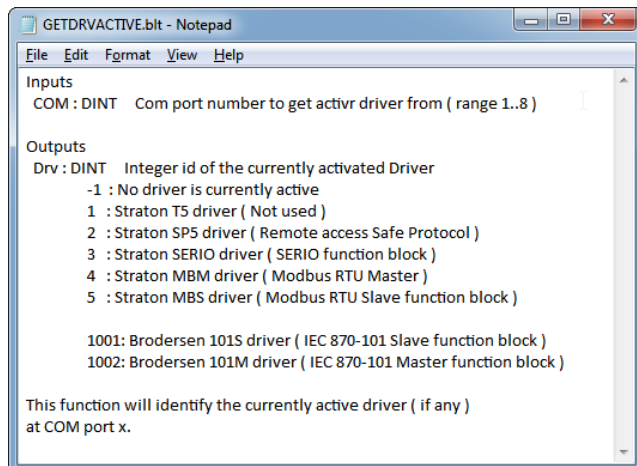 GETDRVACTIVE.blt - Notepad
File Edit Format View Help
Inputs
COM : DINT Com port number to get activr driver from ( range 1..8 )
Outputs
Drv : DINT Integer id of the currently activated Driver
-1 : No driver is currently active
1 : Straton T5 driver ( Not used )
2 : Straton SP5 driver ( Remote access Safe Protocol )
3 : Straton SERIO driver ( SERIO function block )
4 : Straton MBM driver ( Modbus RTU Master )
5 : Straton MBS driver ( Modbus RTU Slave function block )
1001: Brodersen 101S driver ( IEC 870-101 Slave function block )
1002: Brodersen 101M driver ( IEC 870-101 Master function block )
This function will identify the currently active driver ( if any )
at COM port x.